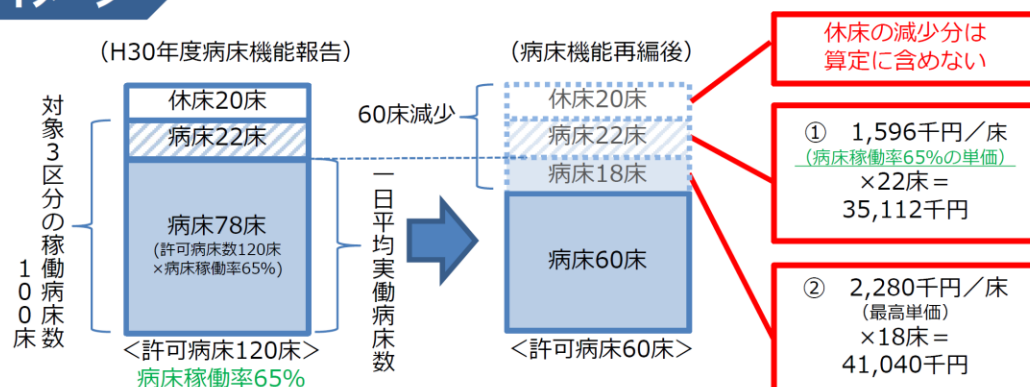 イメージ
（H30年度病床機能報告）
対象３区分の稼働病床数
１００床
休床20床
病床22床
病床78床
(許可病床数120床
×病床稼働率65%)
一日平均実働病床数
＜許可病床120床＞
病床稼働率65%
（病床機能再編後）
60床減少
休床20床
病床22床
病床18床
病床60床
＜許可病床60床＞
休床の減少分は
算定に含めない
①　1,596千円／床
（病床稼働率65%の単価）
×22床＝
35,112千円
②　2,280千円／床
（最高単価）
×18床＝
41,040千円